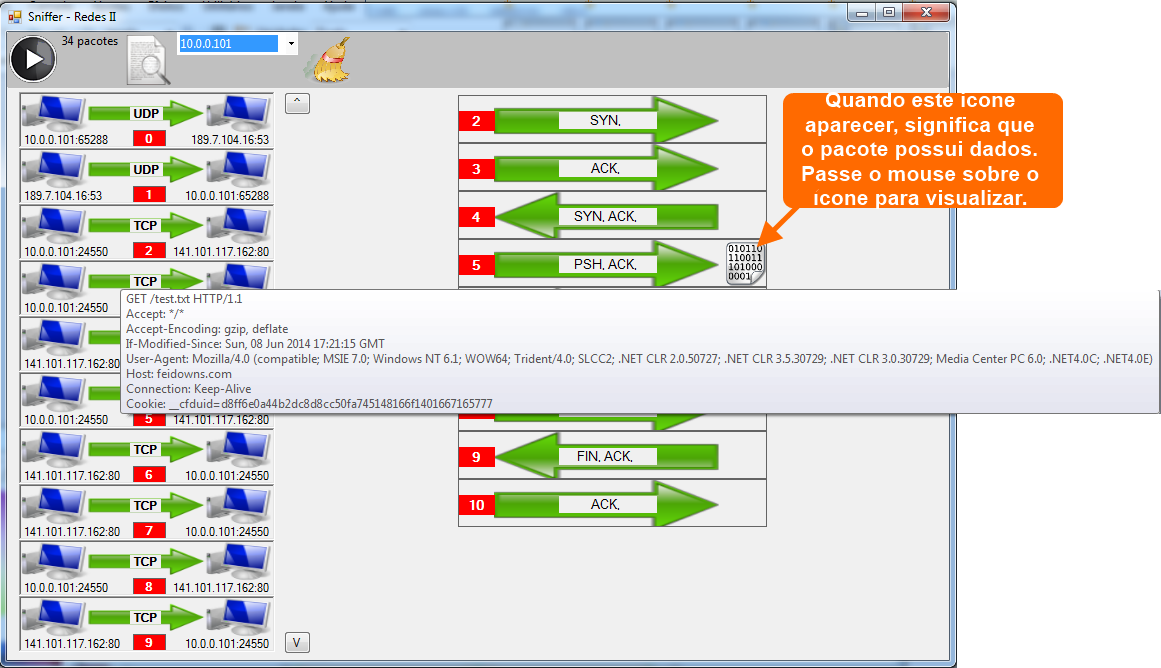 Sniffer - Redes II
34 pacotes
10.0.0.101
UDP
10.0.0.101:65288 0 189.7.104.16:53
UDP
189.7.104.16:53 1 10.0.0.101:65288
TCP
10.0.0.101:24550 2 141.101.117.162:80
TCP
10.0.0.101:24550
141.101.117.162:80
10.0.0.101:24550 5 141.101.117.162:80
TCP
141.101.117.162:80 6 10.0.0.101:24550
TCP
141.101.117.162:80 7 10.0.0.101:24550
TCP
10.0.0.101:24550 8 141.101.117.162:80
TCP
141.101.117.162:80 9 10.0.0.101:24550
^
V
2 SYN,
3 ACK,
4 SYN, ACK,
5 PSH, ACK,
010110
110011
101000
0001
9 FIN, ACK,
10 ACK,
Quando este ícone
aparecer, significa que
o pacote possui dados.
Passe o mouse sobre o
ícone para visualizar.
GET /test.txt HTTP/1.1
Accept: */*
Accept-Encoding: gzip, deflate
If-Modified-Since: Sun, 08 Jun 2014 17:21:15 GMT
User-Agent: Mozilla/4.0 (compatible; MSIE 7.0; Windows NT 6.1; WOW64; Trident/4.0; SLCC2; .NET CLR 2.0.50727; .NET CLR 3.5.30729; .NET CLR 3.0.30729; Media Center PC 6.0; .NET4.0C; .NET4.0E)
Host: feidowns.com
Connection: Keep-Alive
Cookie: __cfduid=d8ff6e0a44b2dc8d8cc50fa745148166f1401667165777